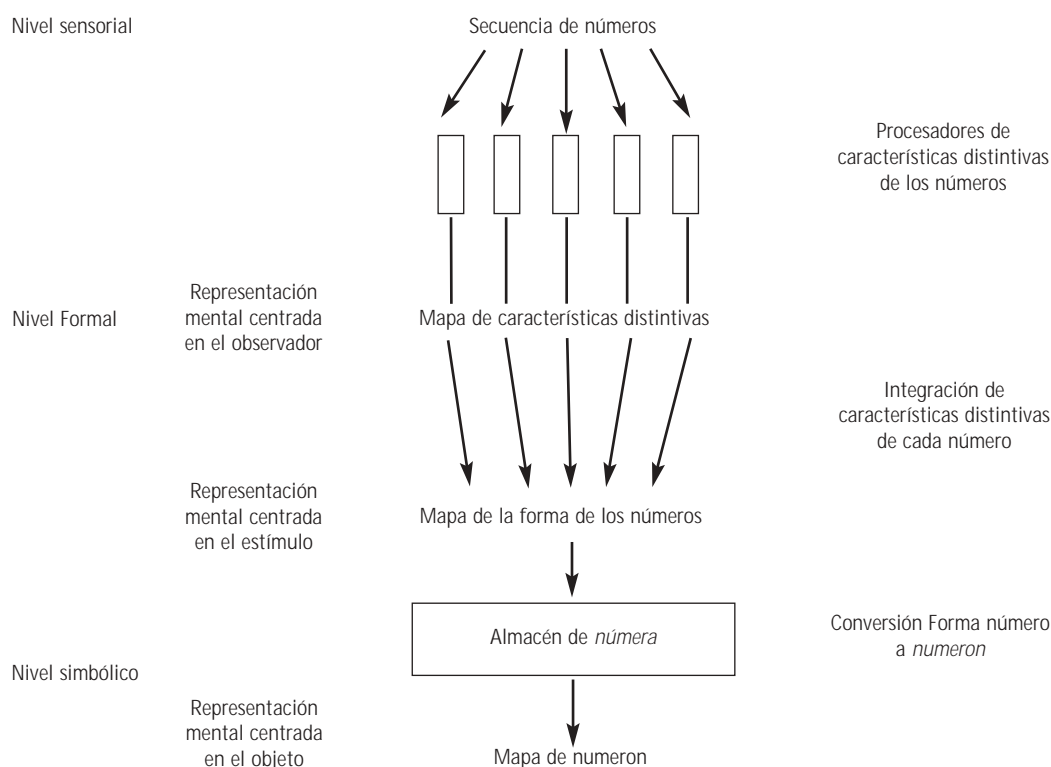 Nivel sensorial
Secuencia de números
Procesadores de
características distintivas
de los números
Representación
mental centrada
en el observador
Nivel Formal
Mapa de características distintivas
Integración de
características distintivas
de cada número
Representación
mental centrada
en el estímulo
Mapa de la forma de los números
Almacén de númera
Conversión Forma número
a numeron
Nivel simbólico
Representación
mental centrada
en el objeto
Mapa de numeron